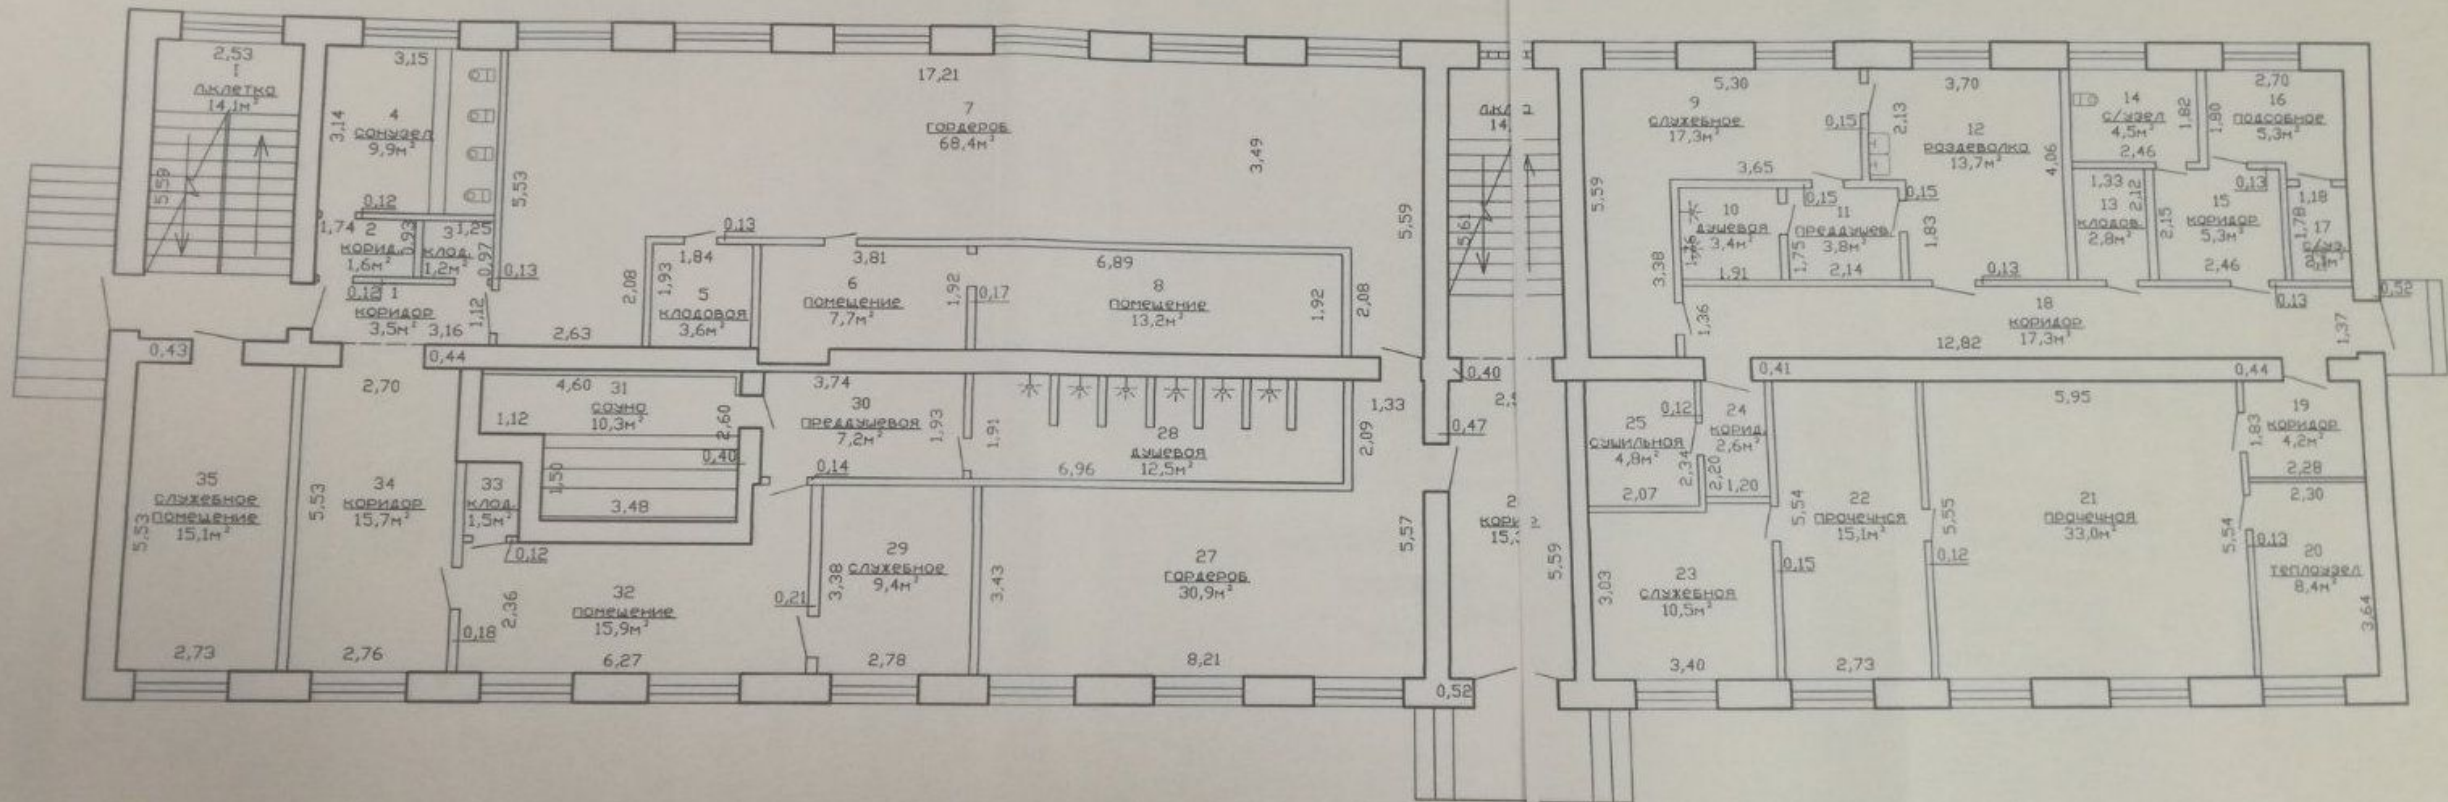 2,53
I
л.клетка
14,1м²
5,59
3,15
3,14
4
санузел
9,9м²
0,12
1,74
2
корид.
1,6м²
0,93
3
1,25
клад.
1,2м²
0,97
0,13
0,12
1
коридор
3,5м²
3,16
1,12
5,53
17,21
7
гардероб
68,4м²
3,49
5,59
0,13
2,63
2,08
1,84
1,93
5
кладовая
3,6м²
3,81
6
помещение
7,7м²
1,92
0,17
6,89
8
помещение
13,2м²
1,92
2,08
л.кл
2
14,
5,61
0,40
0,47
5,30
9
служебное
17,3м²
0,15
3,65
5,59
3,70
2,13
12
раздевалка
13,7м²
4,06
0,15
0,15
10
душевая
3,4м²
1,91
11
преддушев.
3,8м²
1,75
2,14
1,83
0,13
3,38
1,36
14
с/узел
4,5м²
2,46
1,82
1,80
2,70
16
подсобное
5,3м²
1,33
2,12
13
кладов.
2,8м²
2,15
0,13
15
коридор
5,3м²
2,46
1,18
1,78
17
0,13
0,52
18
коридор
17,3м²
12,82
1,37
0,43
0,44
2,70
35
служебное
помещение
15,1м²
5,53
2,73
34
коридор
15,7м²
5,53
2,76
4,60
31
сауна
10,3м²
1,12
2,60
0,40
1,50
3,48
33
клад.
1,5м²
0,12
32
помещение
15,9м²
2,36
0,18
6,27
0,21
3,74
30
преддушевая
7,2м²
1,93
0,14
1,91
28
душевая
12,5м²
6,96
1,33
2,09
29
служебное
9,4м²
3,38
2,78
27
гардероб
30,9м²
3,43
8,21
5,57
0,52
5,59
0,41
0,44
25
сушильная
4,8м²
0,12
2,34
2,07
24
корид.
2,6м²
2,20
1,20
23
служебная
10,5м²
3,03
3,40
0,15
22
прачечная
15,1м²
5,54
2,73
5,55
0,12
5,95
21
прачечная
33,0м²
5,54
19
коридор
4,2м²
1,83
2,28
2,30
0,13
20
теплоузел
8,4м²
3,64